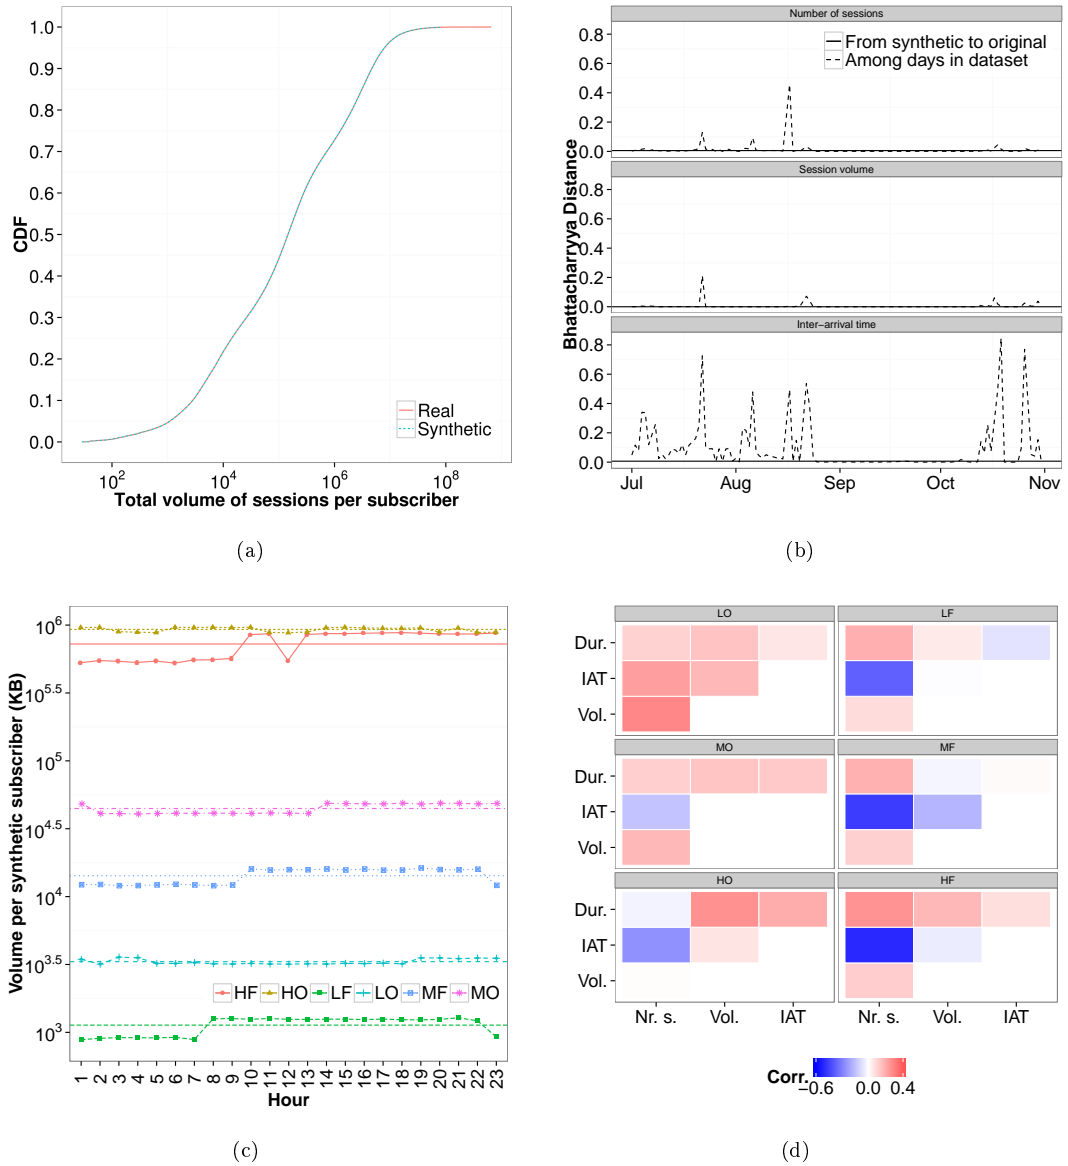 1.0
0.9
0.8
0.7
0.6
0.5
0.4
0.3
0.2
0.1
0.0
CDF
Real
Synthetic
10^2 10^4 10^6 10^8
Total volume of sessions per subscriber
(a)
Bhattacharryya Distance
Number of sessions
From synthetic to original
Among days in dataset
0.8
0.6
0.4
0.2
0.0
Session volume
0.8
0.6
0.4
0.2
0.0
Inter−arrival time
0.8
0.6
0.4
0.2
0.0
Jul Aug Sep Oct Nov
(b)
Volume per synthetic subscriber (KB)
10^6
10^5.5
10^5
10^4.5
10^4
10^3.5
10^3
HF HO LF LO MF MO
1 2 3 4 5 6 7 8 9 10 11 12 13 14 15 16 17 18 19 20 21 22 23
Hour
(c)
LO LF
Dur.
IAT
Vol.
MO MF
Dur.
IAT
Vol.
HO HF
Dur.
IAT
Vol.
Nr. s. Vol. IAT Nr. s. Vol. IAT
Corr.
−0.6 0.0 0.4
(d)